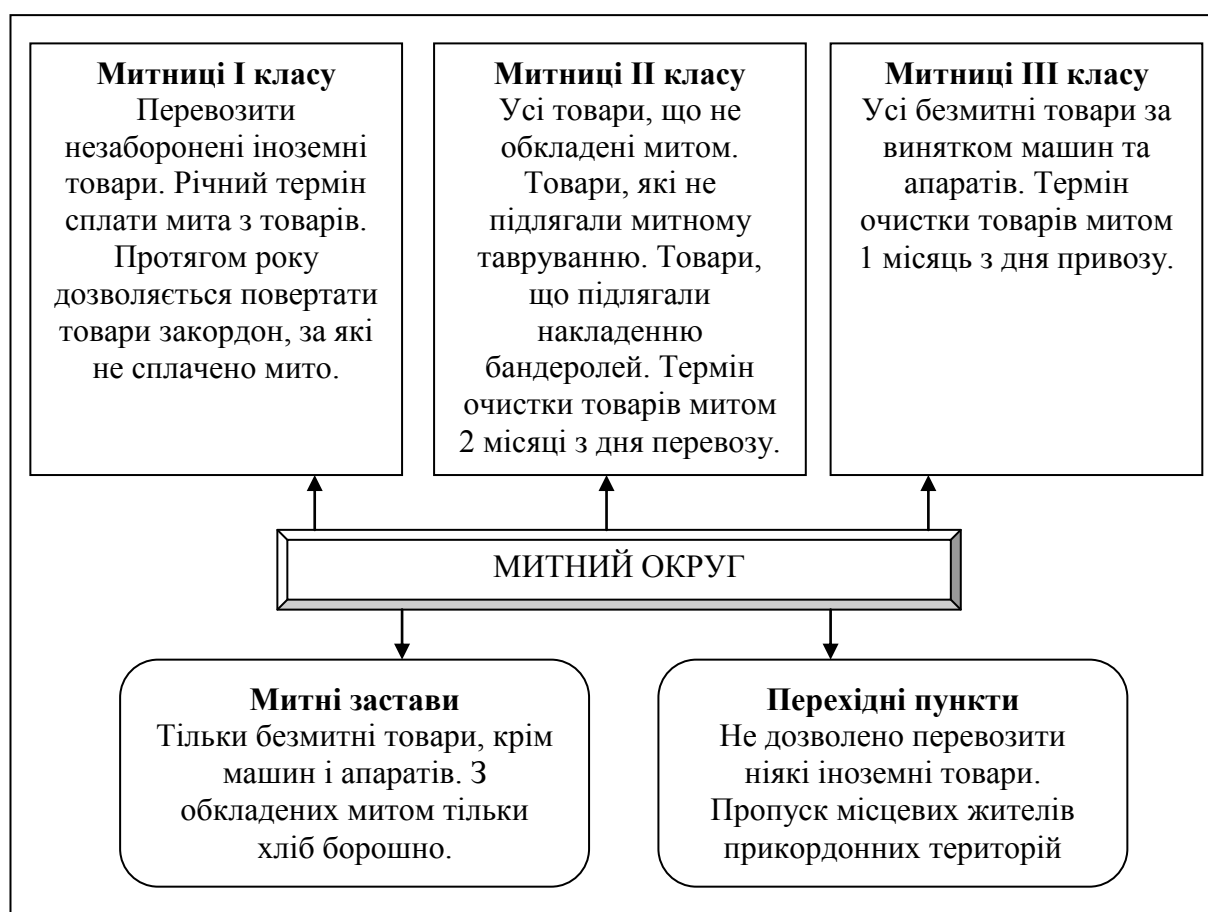 Митниці І класу
Перевозити
незаборонені іноземні
товари. Річний термін
сплати мита з товарів.
Протягом року
дозволяється повертати
товари закордон, за які
не сплачено мито.
Митниці ІІ класу
Усі товари, що не
обкладені митом.
Товари, які не
підлягали митному
тавруванню. Товари,
що підлягали
накладенню
бандеролей. Термін
очистки товарів митом
2 місяці з дня перевозу.
Митниці ІІІ класу
Усі безмитні товари за
винятком машин та
апаратів. Термін
очистки товарів митом
1 місяць з дня привозу.
МИТНИЙ ОКРУГ
Митні застави
Тільки безмитні товари, крім
машин і апаратів. З
обкладених митом тільки
хліб борошно.
Перехідні пункти
Не дозволено перевозити
ніякі іноземні товари.
Пропуск місцевих жителів
прикордонних територій